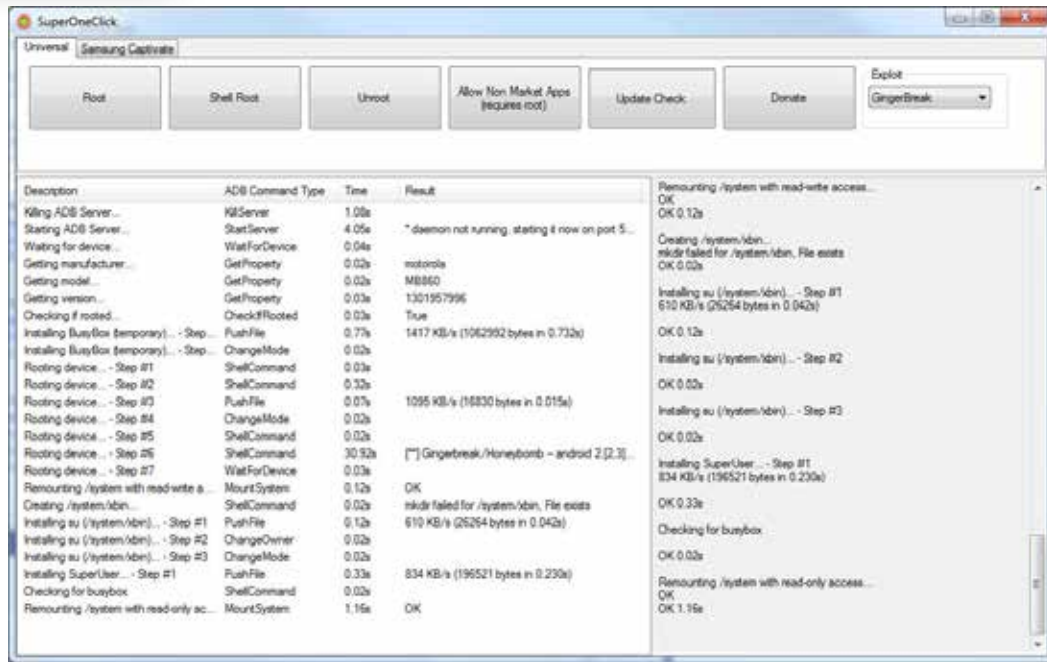 SuperOneClick
Universal Samsung Captivate
Root Shell Root Unroot Allow Non Market Apps (requires root) Update Check Donate Exploit
GingerBreak
Description ADB Command Type Time Result
Killing ADB Server... KillServer 1.08s
Starting ADB Server... StartServer 4.05s * daemon not running. starting it now on port 5...
Waiting for device... WaitForDevice 0.04s
Getting manufacturer... GetProperty 0.02s motorola
Getting model... GetProperty 0.02s MB860
Getting version... GetProperty 0.03s 1301957996
Checking if rooted... CheckIfRooted 0.03s True
Installing BusyBox (temporary)... - Step... PushFile 0.77s 1417 KB/s (1062992 bytes in 0.732s)
Installing BusyBox (temporary)... - Step... ChangeMode 0.02s
Rooting device... - Step #1 ShellCommand 0.03s
Rooting device... - Step #2 ShellCommand 0.32s
Rooting device... - Step #3 PushFile 0.07s 1095 KB/s (16830 bytes in 0.015s)
Rooting device... - Step #4 ChangeMode 0.02s
Rooting device... - Step #5 ShellCommand 0.02s
Rooting device... - Step #6 ShellCommand 30.92s [**] Gingerbreak/Honeybomb -- android 2.[2,3]...
Rooting device... - Step #7 WaitForDevice 0.03s
Remounting /system with read-write a... MountSystem 0.12s OK
Creating /system/xbin... ShellCommand 0.02s mkdir failed for /system/xbin, File exists
Installing su (/system/xbin)... - Step #1 PushFile 0.12s 610 KB/s (26264 bytes in 0.042s)
Installing su (/system/xbin)... - Step #2 ChangeOwner 0.02s
Installing su (/system/xbin)... - Step #3 ChangeMode 0.02s
Installing SuperUser... - Step #1 PushFile 0.33s 834 KB/s (196521 bytes in 0.230s)
Checking for busybox ShellCommand 0.02s
Remounting /system with read-only ac... MountSystem 1.16s OK
Remounting /system with read-write access...
OK
OK 0.12s
Creating /system/xbin...
mkdir failed for /system/xbin, File exists
OK 0.02s
Installing su (/system/xbin)... - Step #1
610 KB/s (26264 bytes in 0.042s)
OK 0.12s
Installing su (/system/xbin)... - Step #2
OK 0.02s
Installing su (/system/xbin)... - Step #3
OK 0.02s
Installing SuperUser... - Step #1
834 KB/s (196521 bytes in 0.230s)
OK 0.33s
Checking for busybox
OK 0.02s
Remounting /system with read-only access...
OK
OK 1.16s